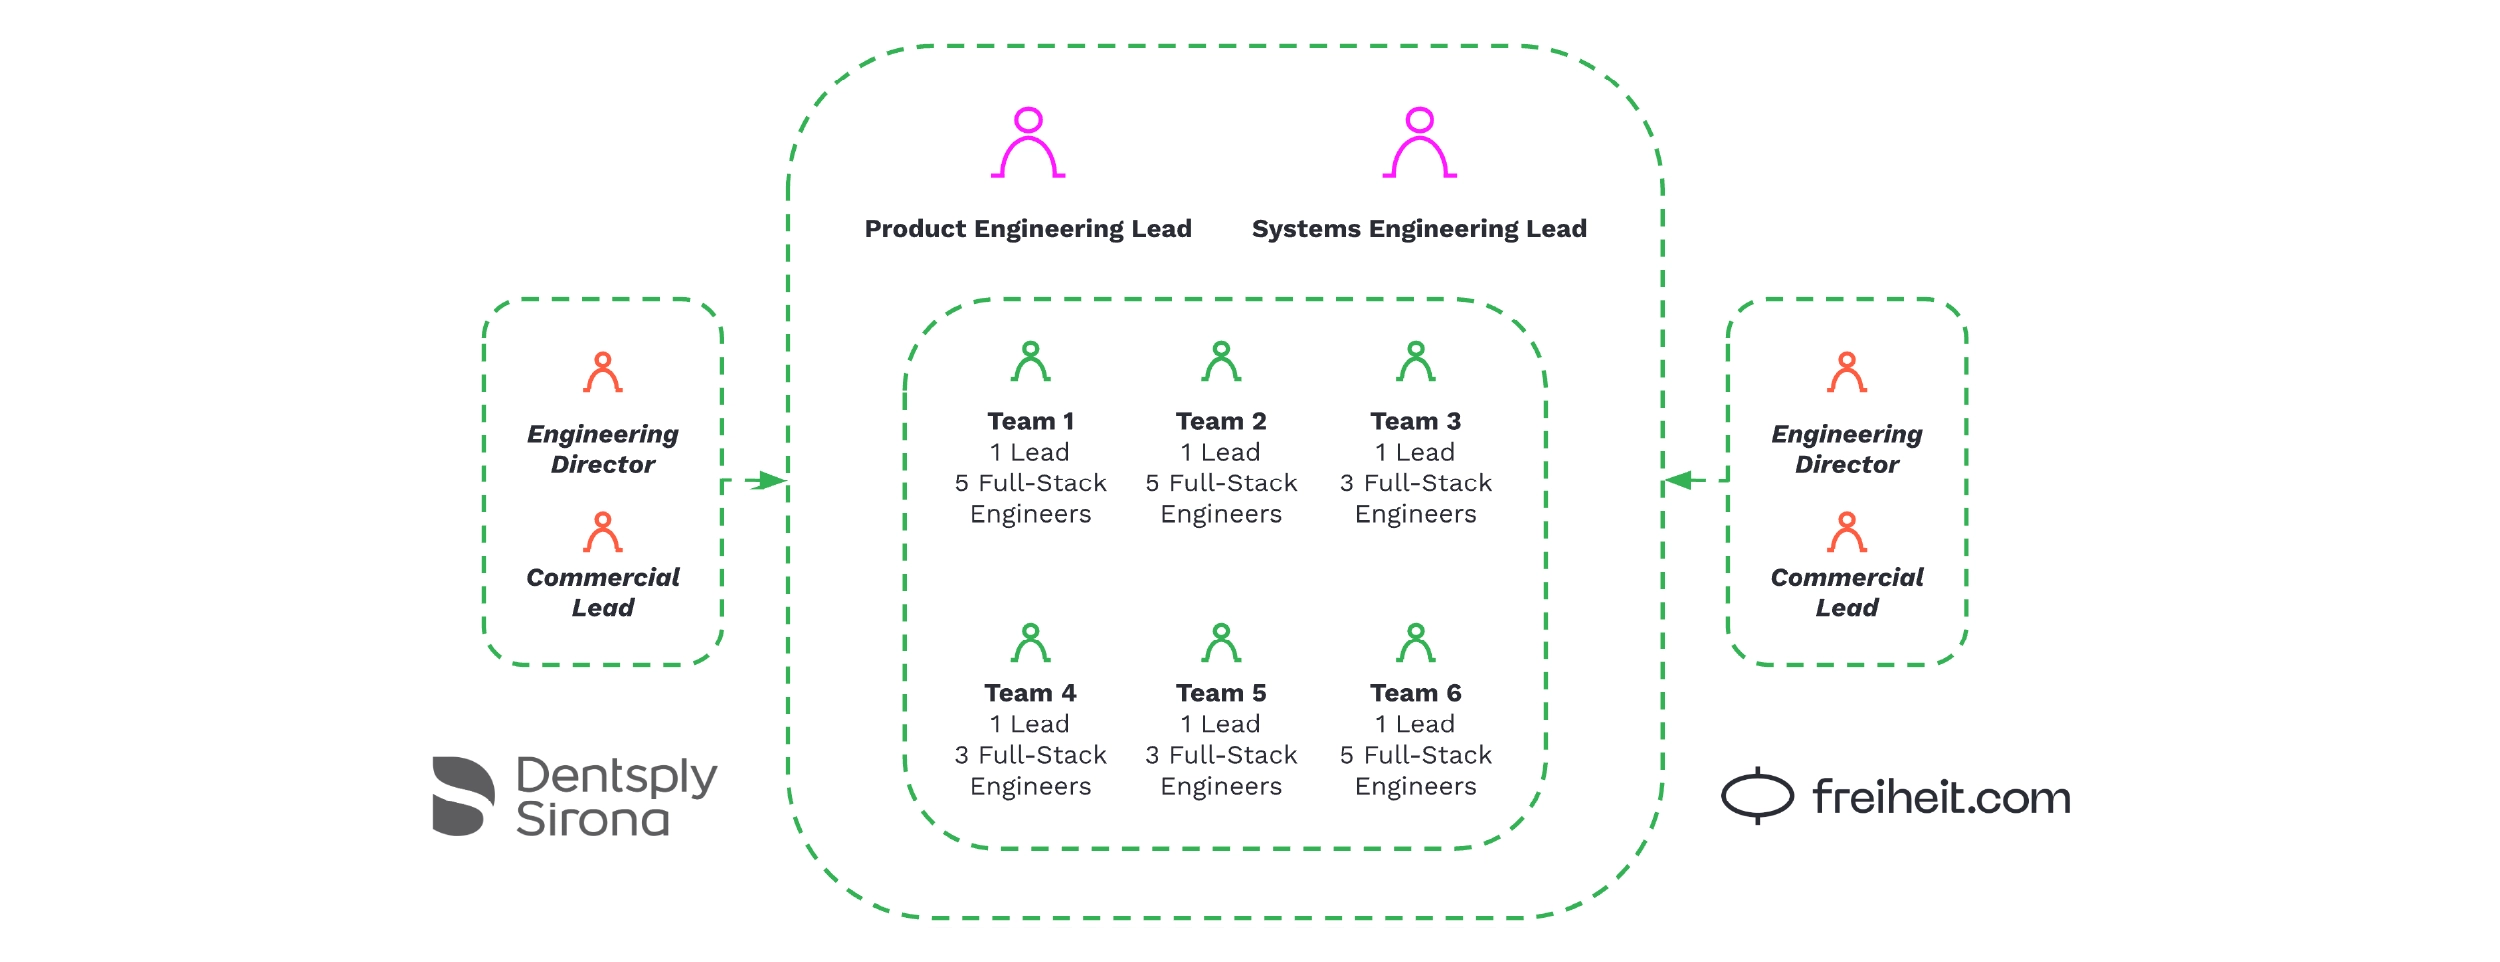 Product Engineering Lead
Systems Engineering Lead
Engineering
Director
Commercial
Lead
Team 1
1 Lead
5 Full-Stack
Engineers
Team 2
1 Lead
5 Full-Stack
Engineers
Team 3
1 Lead
3 Full-Stack
Engineers
Team 4
1 Lead
3 Full-Stack
Engineers
Team 5
1 Lead
3 Full-Stack
Engineers
Team 6
1 Lead
5 Full-Stack
Engineers
Engineering
Director
Commercial
Lead
Dentsply
Sirona
freiheit.com